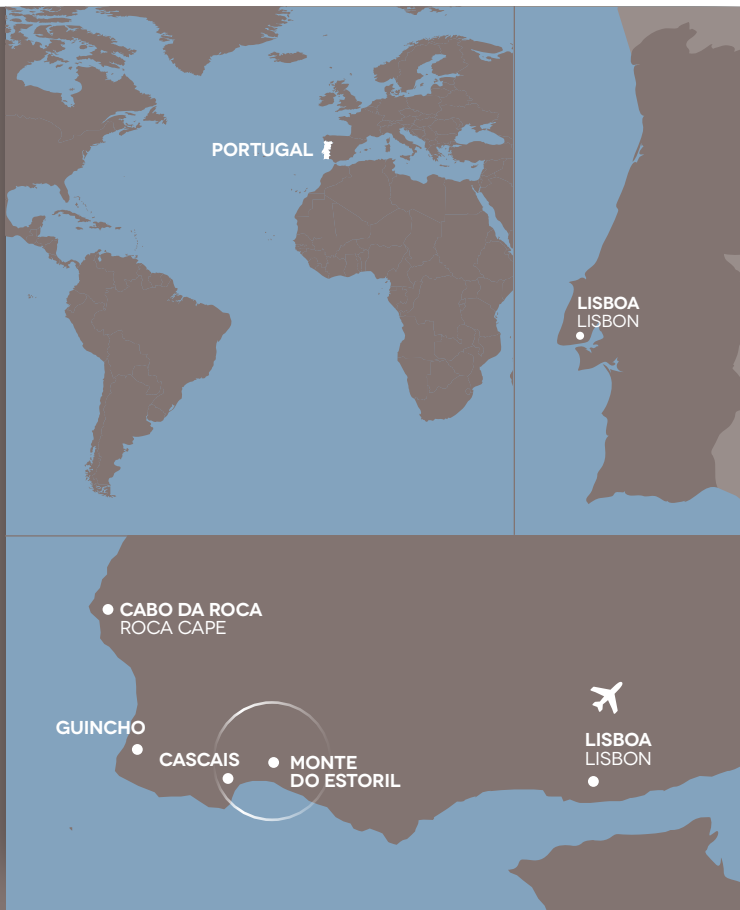 PORTUGAL
LISBOA
LISBON
CABO DA ROCA
ROCA CAPE
GUINCHO
CASCAIS
MONTE
DO ESTORIL
LISBOA
LISBON